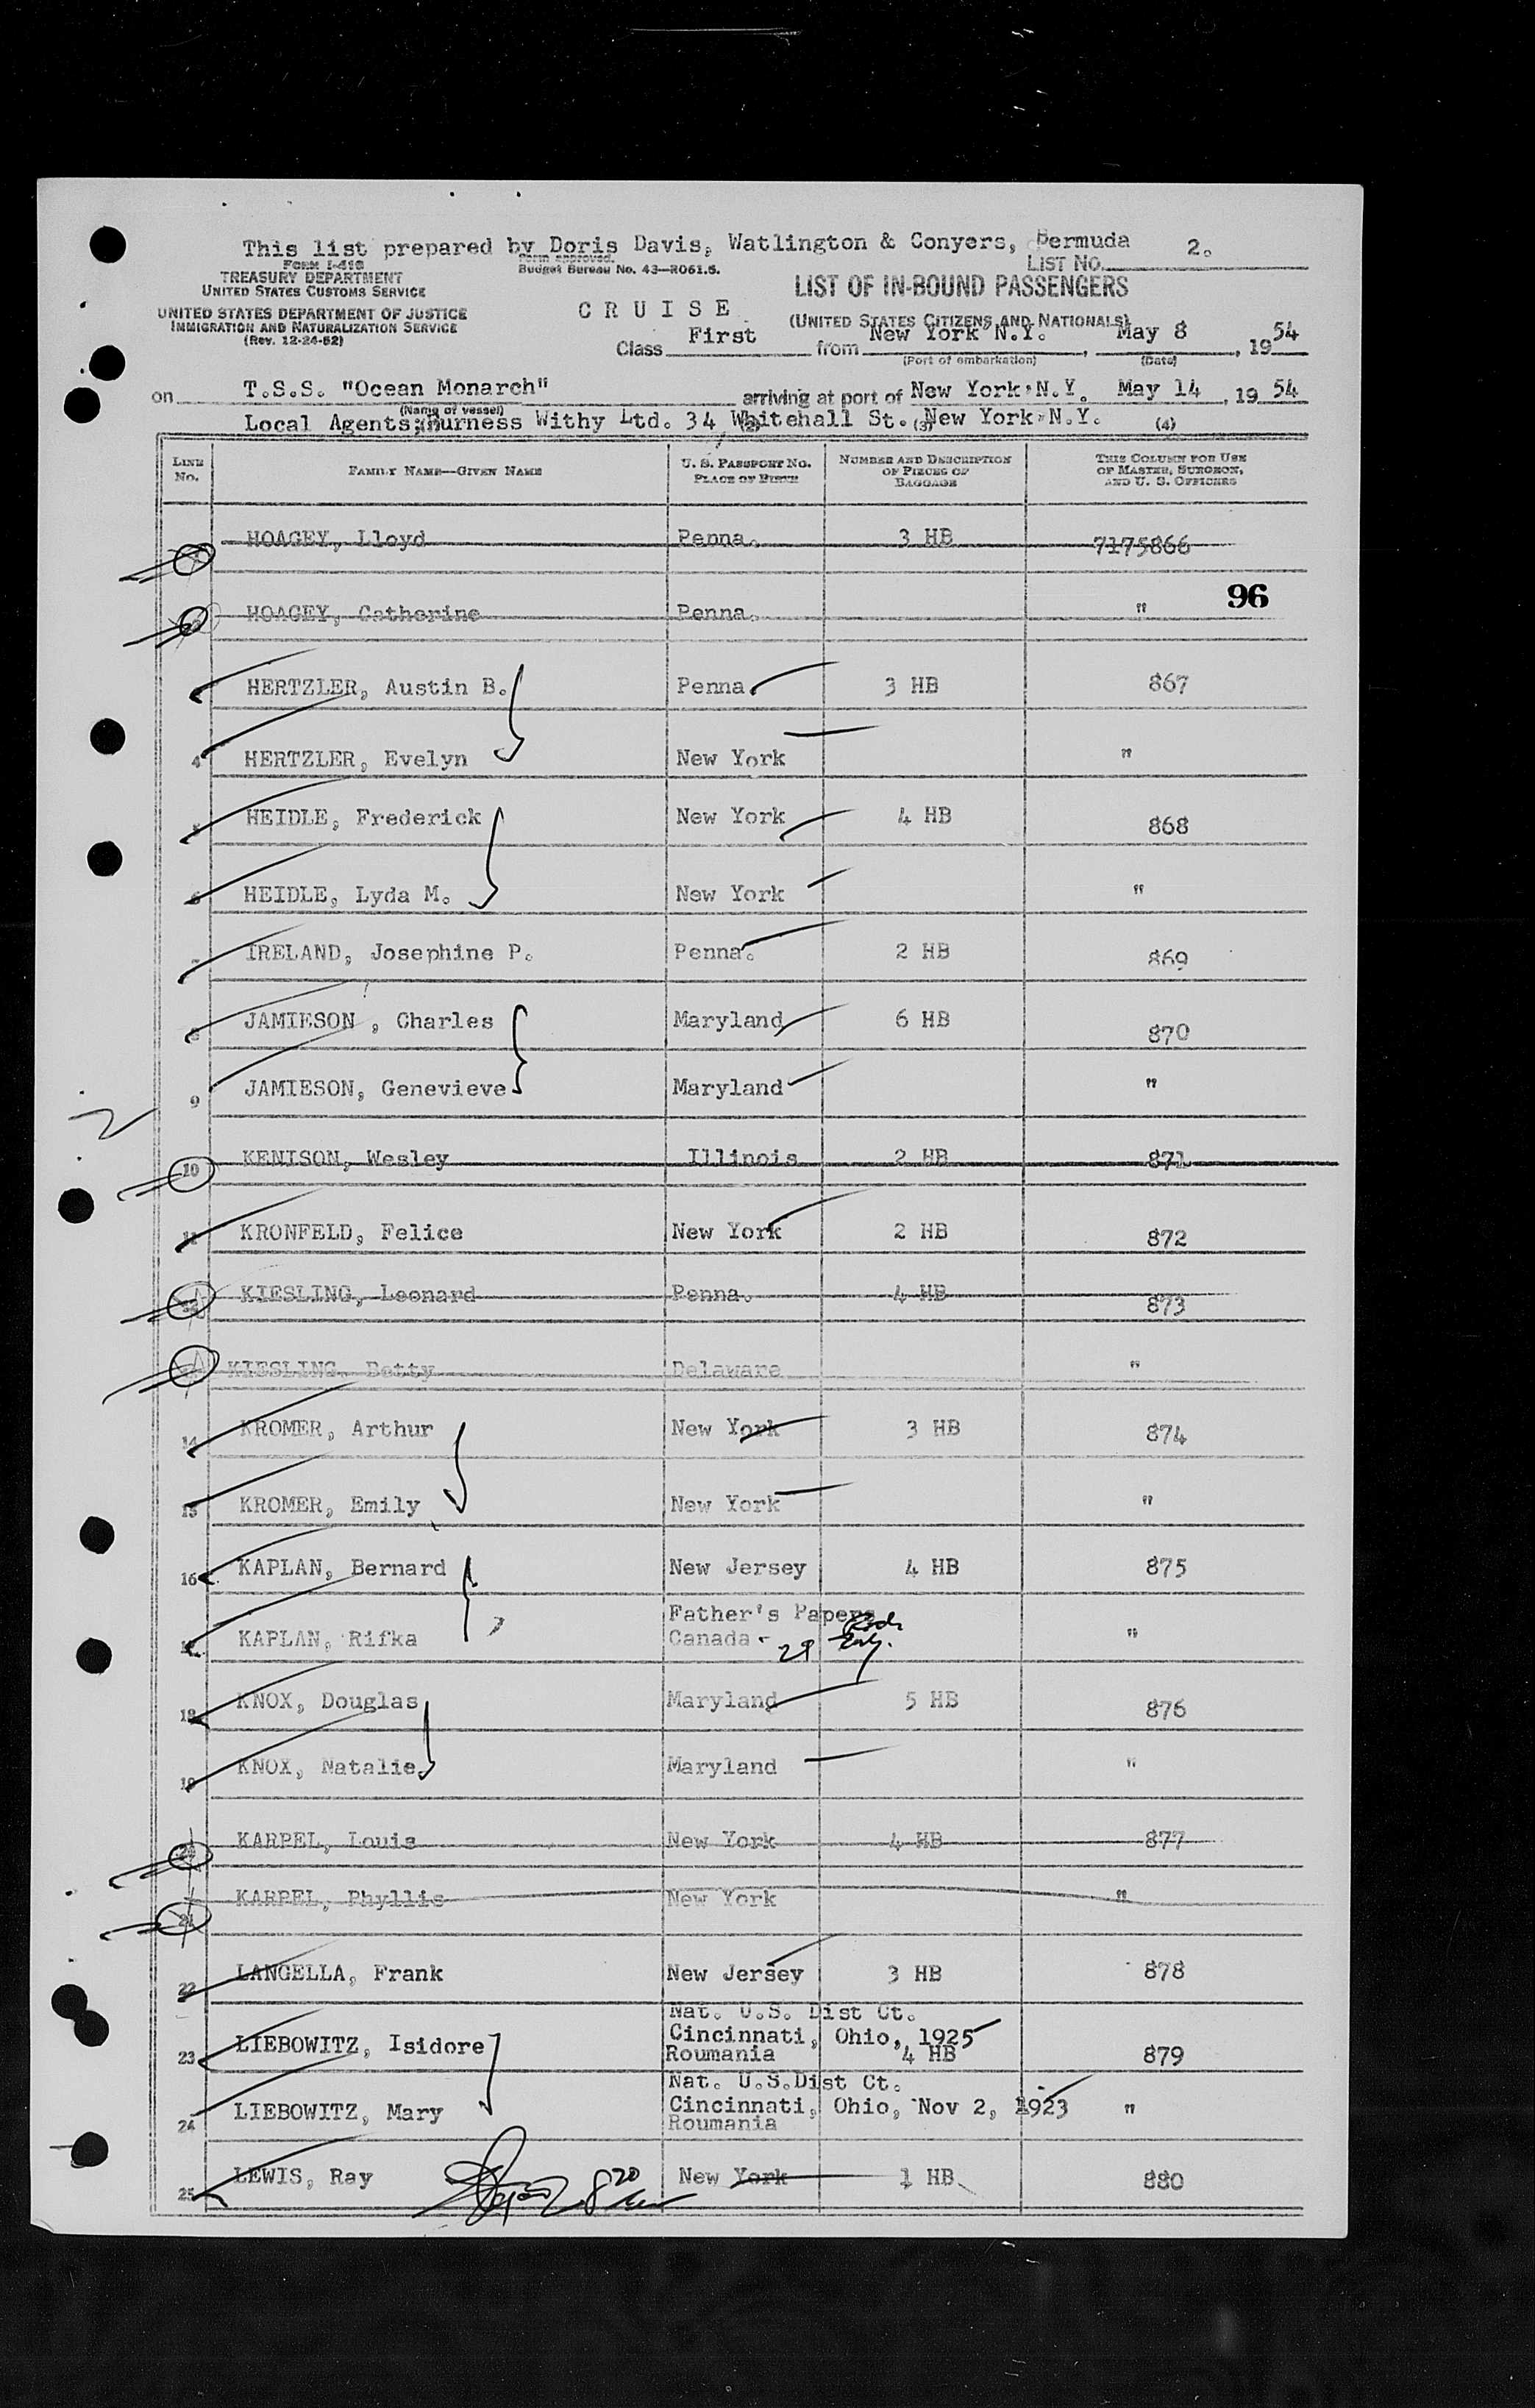 This list prepared by Doris Davis, Watlington & Conyers, Bermuda 2.
FORM I-418
TREASURY DEPARTMENT
UNITED STATES CUSTOMS SERVICE
UNITED STATES DEPARTMENT OF JUSTICE
IMMIGRATION AND NATURALIZATION SERVICE
(Rev. 12-24-52)
Form approved.
Budget Bureau No. 43—R061.5.
LIST NO.
LIST OF IN-BOUND PASSENGERS
(UNITED STATES CITIZENS AND NATIONALS)
CRUISE
Class First from New York N.Y. , May 8 , 1954
(Port of embarkation) (Date)
on T.S.S. "Ocean Monarch" arriving at port of New York, N.Y. May 14 , 1954
(Name of vessel)
Local Agents: Furness Withy Ltd. 34 Whitehall St. New York, N.Y.
(3) (4)
LINE NO. FAMILY NAME—GIVEN NAME U. S. PASSPORT NO. PLACE OF BIRTH NUMBER AND DESCRIPTION OF PIECES OF BAGGAGE THIS COLUMN FOR USE OF MASTER, SURGEON, AND U. S. OFFICERS
HOAGEY, Lloyd Penna. 3 HB 7175866
96
HOAGEY, Catherine Penna. "
HERTZLER, Austin B. Penna 3 HB 867
4 HERTZLER, Evelyn New York "
5 HEIDLE, Frederick New York 4 HB 868
6 HEIDLE, Lyda M. New York "
7 IRELAND, Josephine P. Penna. 2 HB 869
8 JAMIESON , Charles Maryland 6 HB 870
9 JAMIESON, Genevieve Maryland "
2
10 KENISON, Wesley Illinois 2 HB 871
11 KRONFELD, Felice New York 2 HB 872
KIESLING, Leonard Penna. 4 HB 873
KIESLING, Betty Delaware "
14 KROMER, Arthur New York 3 HB 874
15 KROMER, Emily New York "
16 KAPLAN, Bernard New Jersey 4 HB 875
Father's Papers
KAPLAN, Rifka Canada - 29 "
18 KNOX, Douglas Maryland 5 HB 876
19 KNOX, Natalie Maryland "
20 KARPEL, Louis New York 4 HB 877
21 KARPEL, Phyllis New York "
22 LANGELLA, Frank New Jersey 3 HB 878
Nat. U.S. Dist Ct.
Cincinnati, Ohio, 1925
23 LIEBOWITZ, Isidore Roumania 4 HB 879
Nat. U.S.Dist Ct.
24 LIEBOWITZ, Mary Cincinnati, Ohio, Nov 2, 1923 "
Roumania
25 LEWIS, Ray New York 1 HB 880